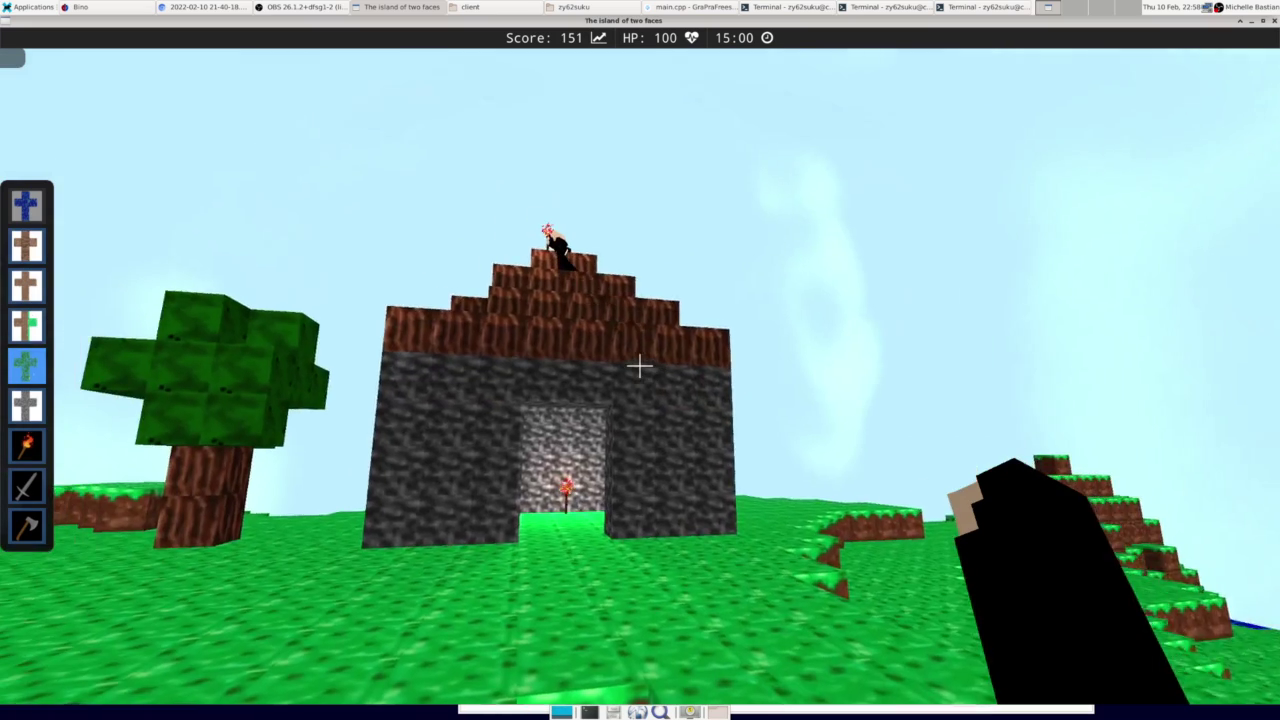 Applications
Bino
2022-02-10 21-40-18....
OBS 26.1.2+dfsg1-2 (li...
The island of two faces
client
zy62suku
main.cpp - GraPraFrees...
Terminal - zy62suku@c...
Terminal - zy62suku@c...
Terminal - zy62suku@c...
Thu 10 Feb, 22:58
Michelle Bastian
The island of two faces
Score: 151
HP: 100
15:00